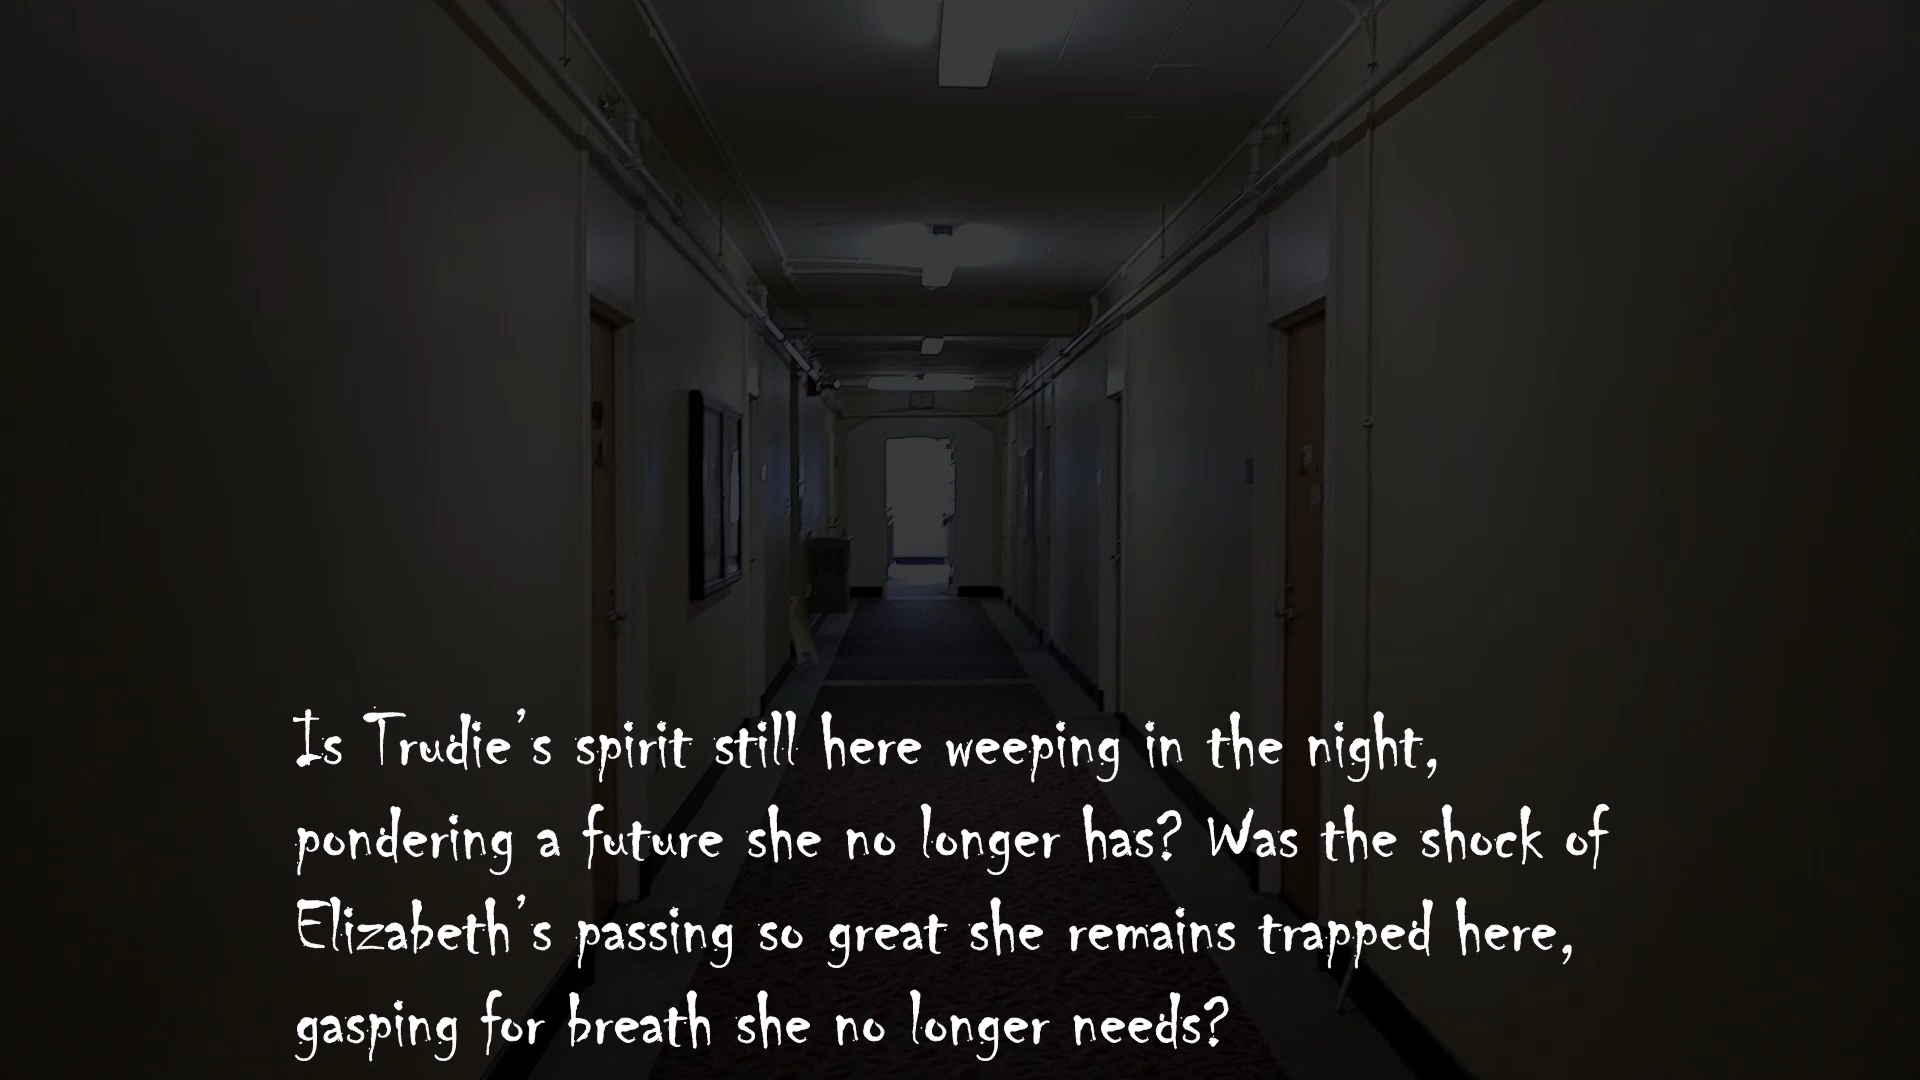 Is Trudie's spirit still here weeping in the night,
pondering a future she no longer has? Was the shock of
Elizabeth's passing so great she remains trapped here,
gasping for breath she no longer needs?